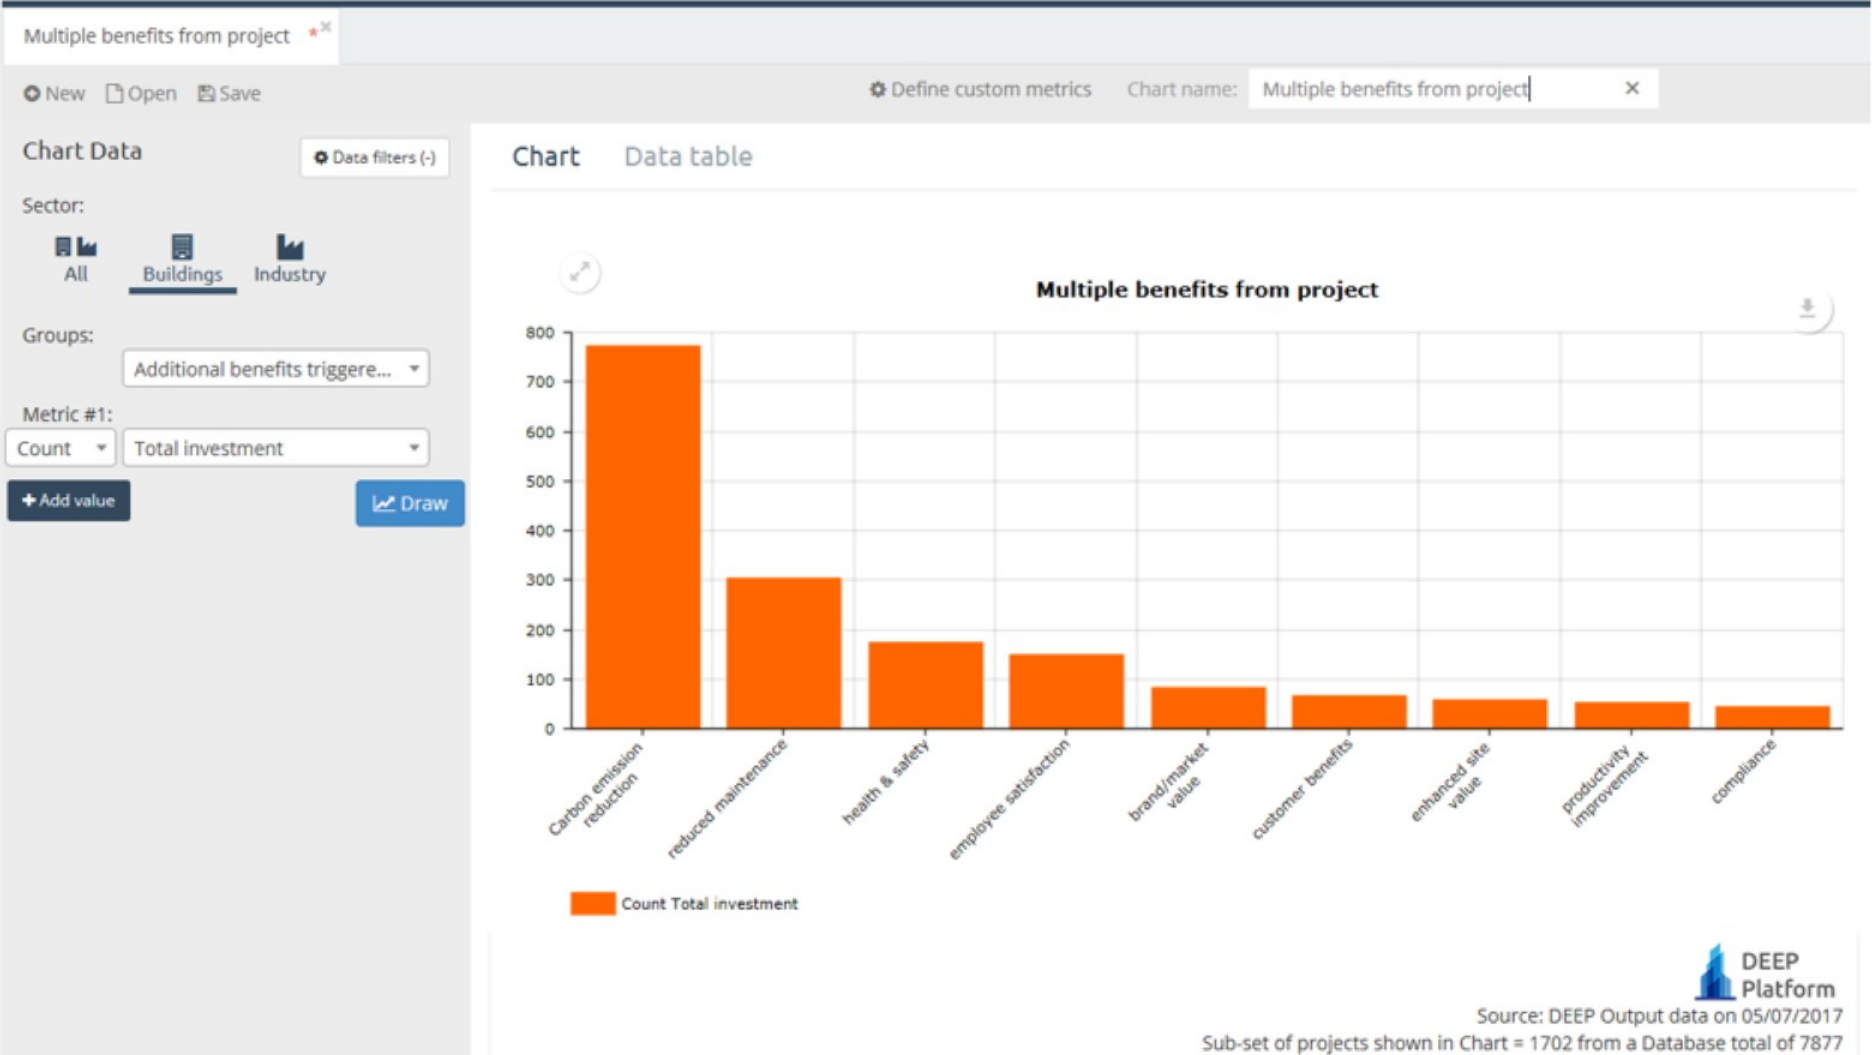 Multiple benefits from project *×
New Open Save
Define custom metrics Chart name: Multiple benefits from project ×
Chart Data
Data filters (-)
Sector:
All Buildings Industry
Groups:
Additional benefits triggere...
Metric #1:
Count Total investment
+ Add value
Draw
Chart Data table
Multiple benefits from project
800
700
600
500
400
300
200
100
0
Carbon emission
reduction
reduced maintenance
health & safety
employee satisfaction
brand/market
value
customer benefits
enhanced site
value
productivity
improvement
compliance
Count Total investment
DEEP
Platform
Source: DEEP Output data on 05/07/2017
Sub-set of projects shown in Chart = 1702 from a Database total of 7877